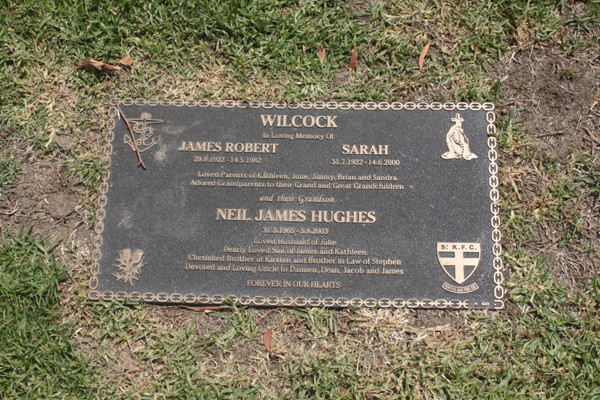 WILCOCK
In Loving Memory Of
JAMES ROBERT SARAH
29.9.1922 - 14.5.1982 31.7.1922 - 14.6.2000
Loved Parents of Kathleen, June, Jimmy, Brian and Sandra
Adored Grandparents to their Grand and Great Grandchildren
and their Grandson
NEIL JAMES HUGHES
31.3.1965 - 3.8.2003
Loved Husband of Julie
Dearly Loved Son of James and Kathleen
Cherished Brother of Karsten and Brother in Law of Stephen
Devoted and Loving Uncle to Damien, Dean, Jacob and James
FOREVER IN OUR HEARTS
St K.F.C.